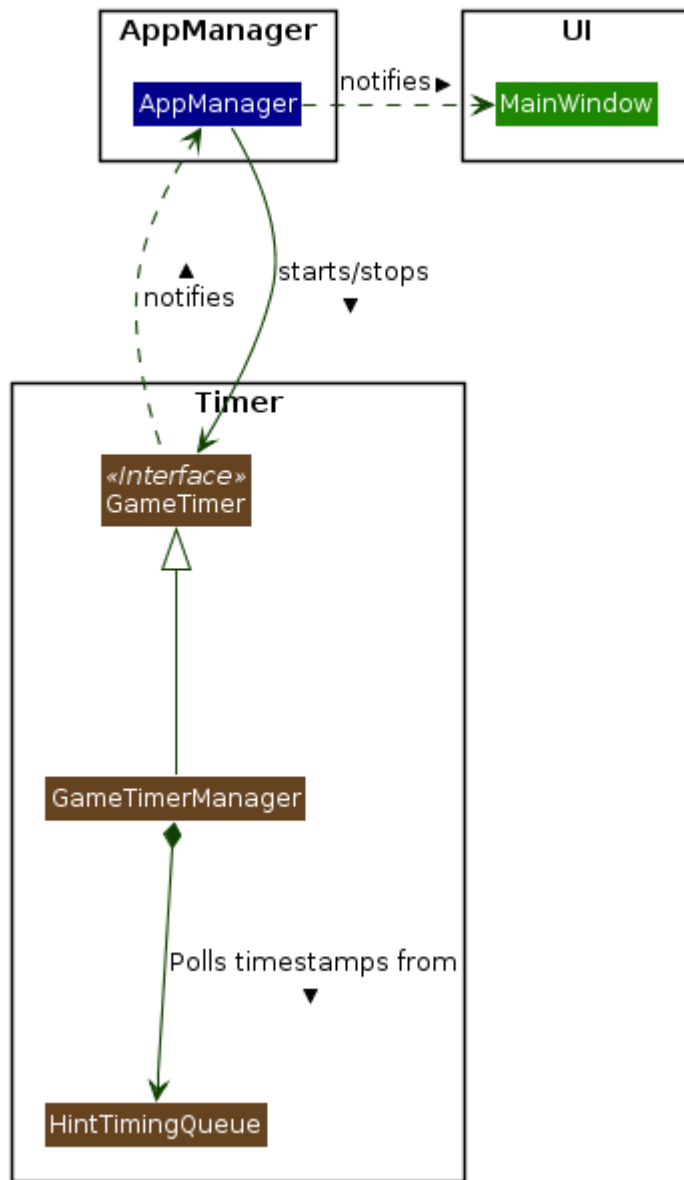 AppManager
UI
AppManager
notifies
MainWindow
notifies
starts/stops
Timer
«Interface»
GameTimer
GameTimerManager
Polls timestamps from
HintTimingQueue